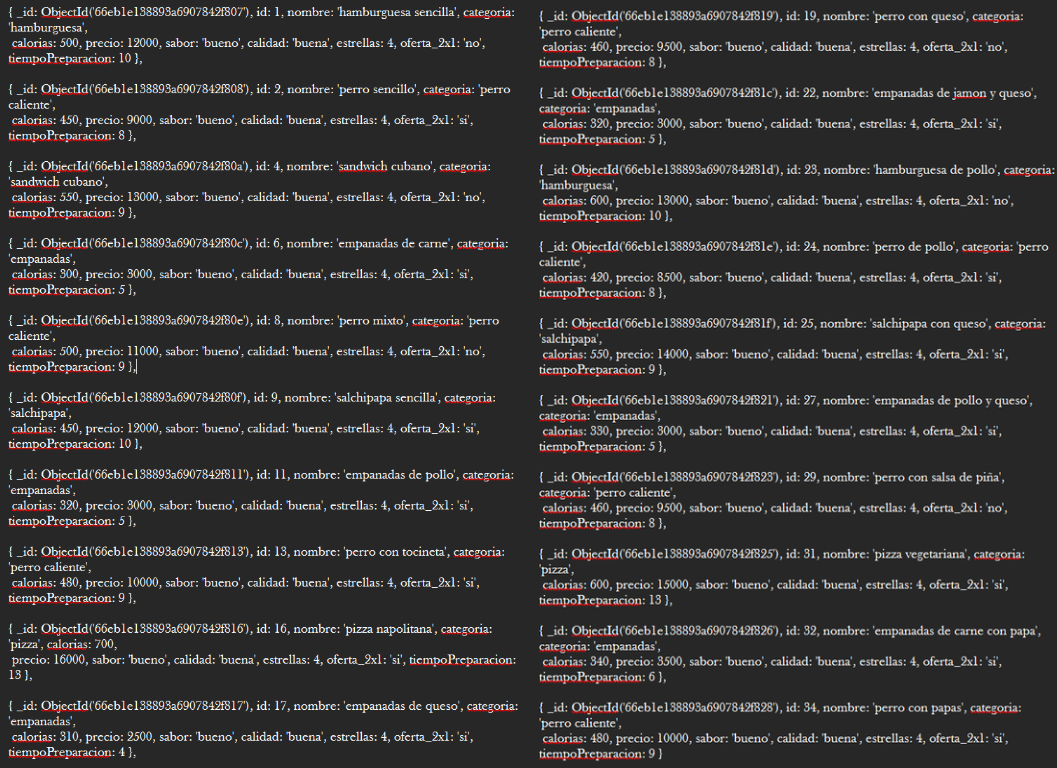 { _id: ObjectId('66eb1e138893a6907842f807'), id: 1, nombre: 'hamburguesa sencilla', categoria:
'hamburguesa',
calorias: 500, precio: 12000, sabor: 'bueno', calidad: 'buena', estrellas: 4, oferta_2x1: 'no',
tiempoPreparacion: 10 },
{ _id: ObjectId('66eb1e138893a6907842f808'), id: 2, nombre: 'perro sencillo', categoria: 'perro
caliente',
calorias: 450, precio: 9000, sabor: 'bueno', calidad: 'buena', estrellas: 4, oferta_2x1: 'si',
tiempoPreparacion: 8 },
{ _id: ObjectId('66eb1e138893a6907842f80a'), id: 4, nombre: 'sandwich cubano', categoria:
'sandwich cubano',
calorias: 550, precio: 13000, sabor: 'bueno', calidad: 'buena', estrellas: 4, oferta_2x1: 'no',
tiempoPreparacion: 9 },
{ _id: ObjectId('66eb1e138893a6907842f80c'), id: 6, nombre: 'empanadas de carne', categoria:
'empanadas',
calorias: 300, precio: 3000, sabor: 'bueno', calidad: 'buena', estrellas: 4, oferta_2x1: 'si',
tiempoPreparacion: 5 },
{ _id: ObjectId('66eb1e138893a6907842f80e'), id: 8, nombre: 'perro mixto', categoria: 'perro
caliente',
calorias: 500, precio: 11000, sabor: 'bueno', calidad: 'buena', estrellas: 4, oferta_2x1: 'no',
tiempoPreparacion: 9 },
{ _id: ObjectId('66eb1e138893a6907842f80f'), id: 9, nombre: 'salchipapa sencilla', categoria:
'salchipapa',
calorias: 450, precio: 12000, sabor: 'bueno', calidad: 'buena', estrellas: 4, oferta_2x1: 'si',
tiempoPreparacion: 10 },
{ _id: ObjectId('66eb1e138893a6907842f811'), id: 11, nombre: 'empanadas de pollo', categoria:
'empanadas',
calorias: 320, precio: 3000, sabor: 'bueno', calidad: 'buena', estrellas: 4, oferta_2x1: 'si',
tiempoPreparacion: 5 },
{ _id: ObjectId('66eb1e138893a6907842f813'), id: 13, nombre: 'perro con tocineta', categoria:
'perro caliente',
calorias: 480, precio: 10000, sabor: 'bueno', calidad: 'buena', estrellas: 4, oferta_2x1: 'si',
tiempoPreparacion: 9 },
{ _id: ObjectId('66eb1e138893a6907842f816'), id: 16, nombre: 'pizza napolitana', categoria:
'pizza', calorias: 700,
precio: 16000, sabor: 'bueno', calidad: 'buena', estrellas: 4, oferta_2x1: 'si', tiempoPreparacion:
13 },
{ _id: ObjectId('66eb1e138893a6907842f817'), id: 17, nombre: 'empanadas de queso', categoria:
'empanadas',
calorias: 310, precio: 2500, sabor: 'bueno', calidad: 'buena', estrellas: 4, oferta_2x1: 'si',
tiempoPreparacion: 4 },
{ _id: ObjectId('66eb1e138893a6907842f819'), id: 19, nombre: 'perro con queso', categoria:
'perro caliente',
calorias: 460, precio: 9500, sabor: 'bueno', calidad: 'buena', estrellas: 4, oferta_2x1: 'no',
tiempoPreparacion: 8 },
{ _id: ObjectId('66eb1e138893a6907842f81c'), id: 22, nombre: 'empanadas de jamon y queso',
categoria: 'empanadas',
calorias: 320, precio: 3000, sabor: 'bueno', calidad: 'buena', estrellas: 4, oferta_2x1: 'si',
tiempoPreparacion: 5 },
{ _id: ObjectId('66eb1e138893a6907842f81d'), id: 23, nombre: 'hamburguesa de pollo', categoria:
'hamburguesa',
calorias: 600, precio: 13000, sabor: 'bueno', calidad: 'buena', estrellas: 4, oferta_2x1: 'no',
tiempoPreparacion: 10 },
{ _id: ObjectId('66eb1e138893a6907842f81e'), id: 24, nombre: 'perro de pollo', categoria: 'perro
caliente',
calorias: 420, precio: 8500, sabor: 'bueno', calidad: 'buena', estrellas: 4, oferta_2x1: 'si',
tiempoPreparacion: 8 },
{ _id: ObjectId('66eb1e138893a6907842f81f'), id: 25, nombre: 'salchipapa con queso', categoria:
'salchipapa',
calorias: 550, precio: 14000, sabor: 'bueno', calidad: 'buena', estrellas: 4, oferta_2x1: 'si',
tiempoPreparacion: 9 },
{ _id: ObjectId('66eb1e138893a6907842f821'), id: 27, nombre: 'empanadas de pollo y queso',
categoria: 'empanadas',
calorias: 330, precio: 3000, sabor: 'bueno', calidad: 'buena', estrellas: 4, oferta_2x1: 'si',
tiempoPreparacion: 5 },
{ _id: ObjectId('66eb1e138893a6907842f823'), id: 29, nombre: 'perro con salsa de piña',
categoria: 'perro caliente',
calorias: 460, precio: 9500, sabor: 'bueno', calidad: 'buena', estrellas: 4, oferta_2x1: 'no',
tiempoPreparacion: 8 },
{ _id: ObjectId('66eb1e138893a6907842f825'), id: 31, nombre: 'pizza vegetariana', categoria:
'pizza',
calorias: 600, precio: 15000, sabor: 'bueno', calidad: 'buena', estrellas: 4, oferta_2x1: 'si',
tiempoPreparacion: 13 },
{ _id: ObjectId('66eb1e138893a6907842f826'), id: 32, nombre: 'empanadas de carne con papa',
categoria: 'empanadas',
calorias: 340, precio: 3500, sabor: 'bueno', calidad: 'buena', estrellas: 4, oferta_2x1: 'si',
tiempoPreparacion: 6 },
{ _id: ObjectId('66eb1e138893a6907842f828'), id: 34, nombre: 'perro con papas', categoria:
'perro caliente',
calorias: 480, precio: 10000, sabor: 'bueno', calidad: 'buena', estrellas: 4, oferta_2x1: 'si',
tiempoPreparacion: 9 }